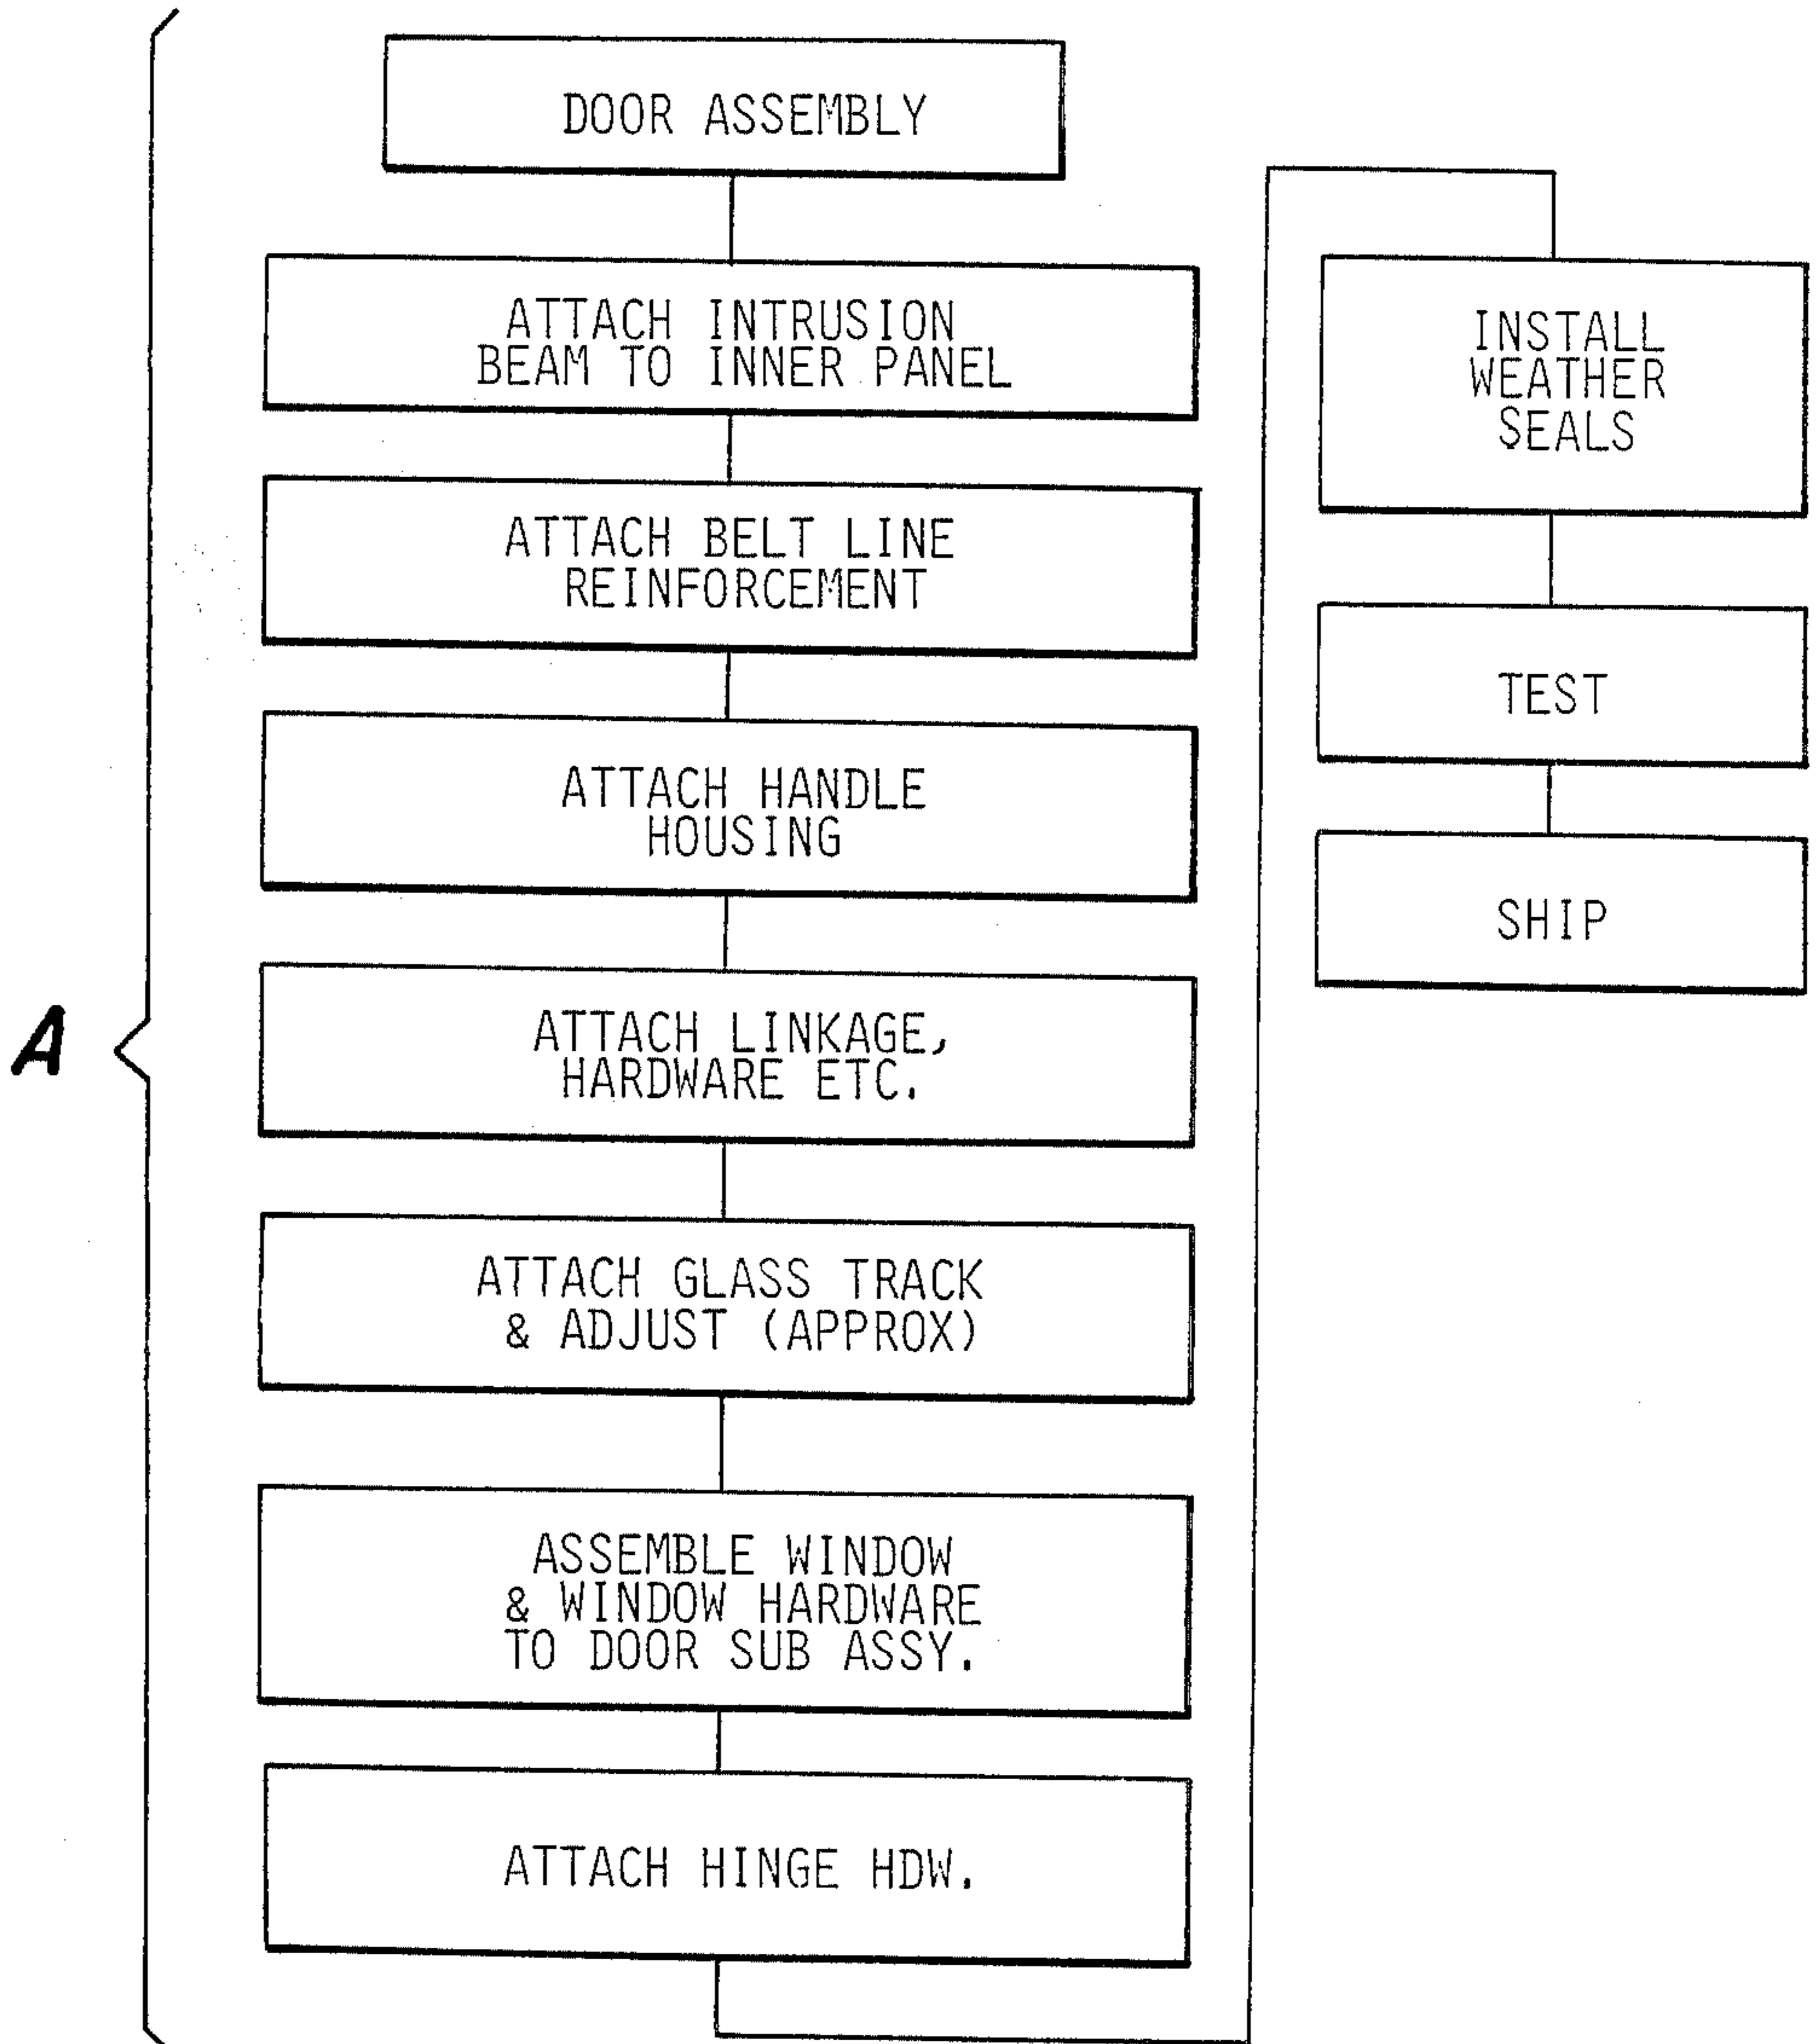 DOOR ASSEMBLY
ATTACH INTRUSION
BEAM TO INNER PANEL
ATTACH BELT LINE
REINFORCEMENT
ATTACH HANDLE
HOUSING
ATTACH LINKAGE,
HARDWARE ETC.
ATTACH GLASS TRACK
& ADJUST (APPROX)
ASSEMBLE WINDOW
& WINDOW HARDWARE
TO DOOR SUB ASSY.
ATTACH HINGE HDW.
INSTALL
WEATHER
SEALS
TEST
SHIP
A